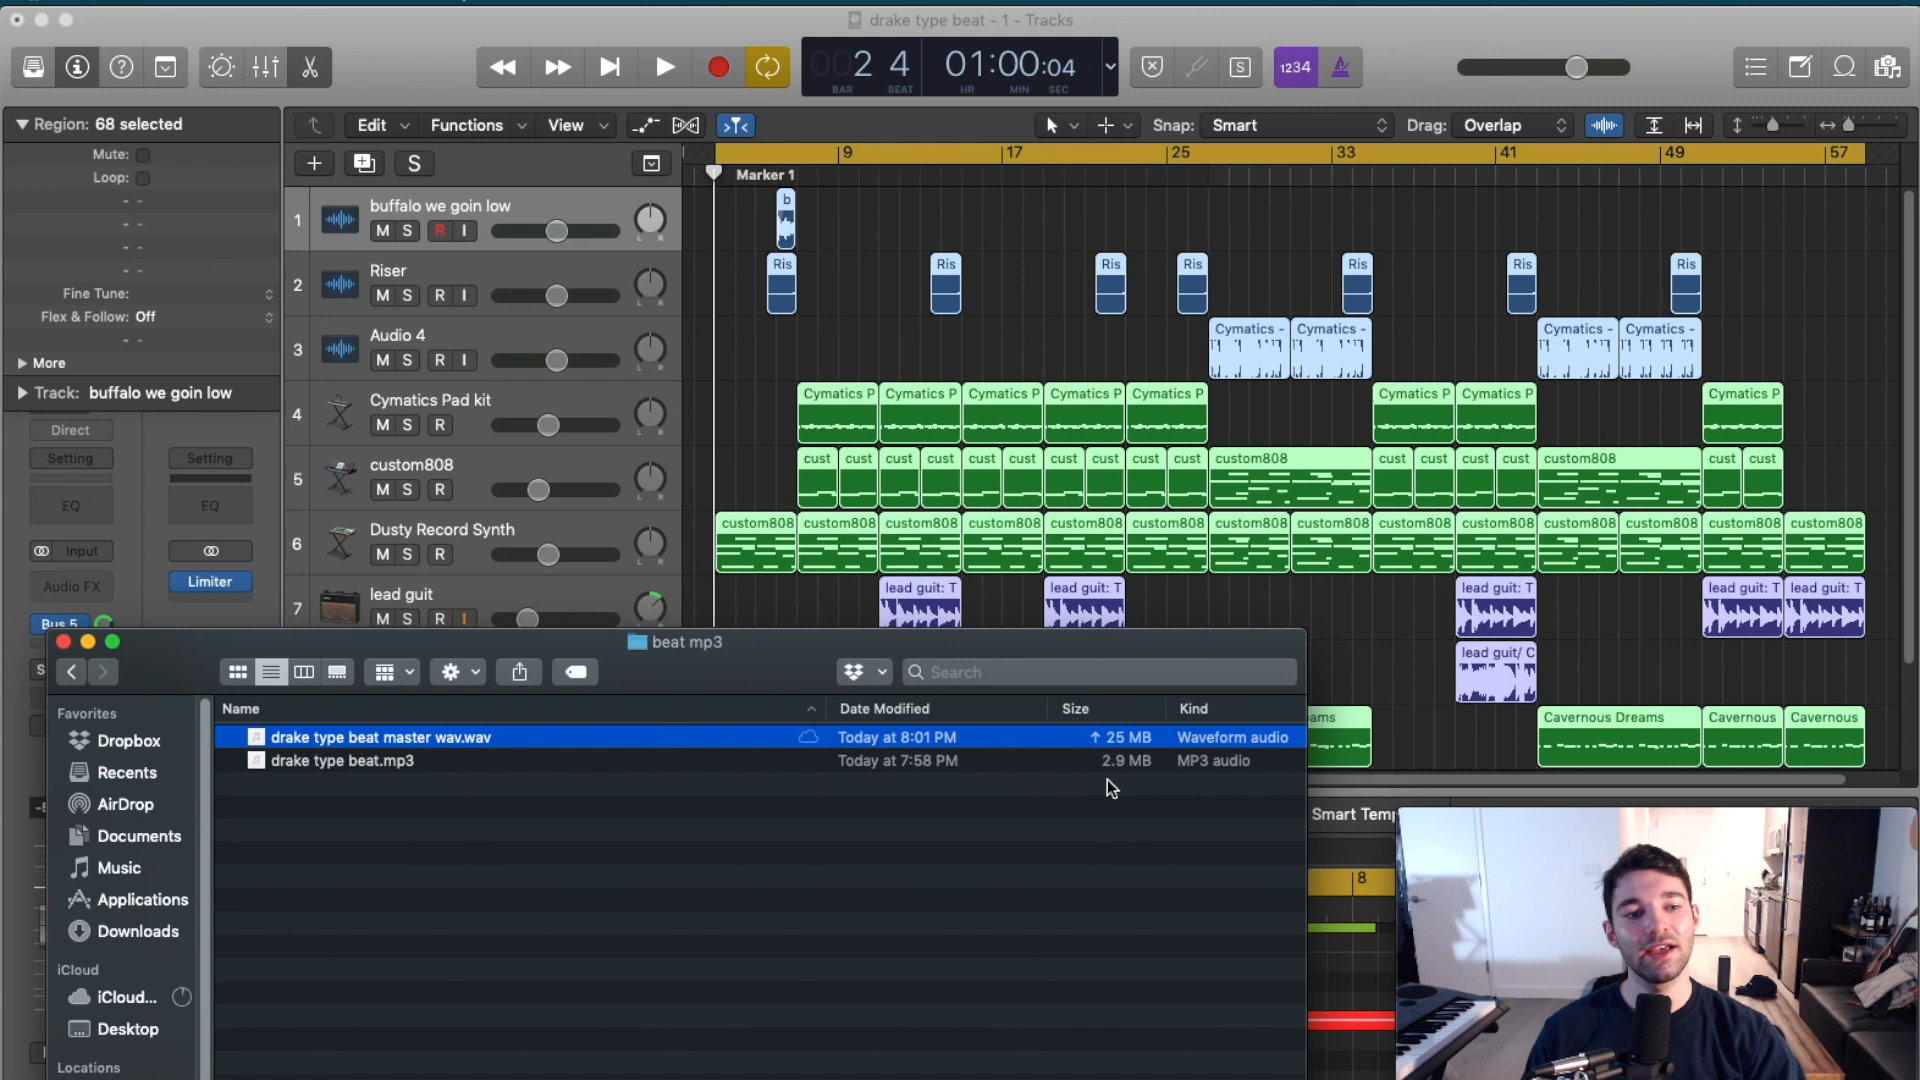 drake type beat - 1 - Tracks
002 4 01:00:04
BAR BEAT HR MIN SEC
S 1234
Region: 68 selected
Edit Functions View
Snap: Smart Drag: Overlap
Mute:
Loop:
- -
- -
- -
- -
Fine Tune:
Flex & Follow: Off
- -
More
Track: buffalo we goin low
Direct
Setting Setting
EQ EQ
Input
Audio FX Limiter
Bus 5
S
9 17 25 33 41 49 57
Marker 1
1 buffalo we goin low
M S R I L R
b
2 Riser
M S R I L R
Ris Ris Ris Ris Ris Ris Ris
3 Audio 4
M S R I L R
Cymatics - Cymatics - Cymatics - Cymatics -
4 Cymatics Pad kit
M S R L R
Cymatics P Cymatics P Cymatics P Cymatics P Cymatics P Cymatics P Cymatics P Cymatics P
5 custom808
M S R L R
cust cust cust cust cust cust cust cust cust cust custom808 cust cust cust cust custom808 cust cust
6 Dusty Record Synth
M S R L R
custom808 custom808 custom808 custom808 custom808 custom808 custom808 custom808 custom808 custom808 custom808 custom808 custom808 custom808
7 lead guit
M S R I
lead guit: T lead guit: T lead guit: T lead guit: T lead guit: T
lead guit/ C
ams Cavernous Dreams Cavernous Cavernous
Smart Temp
8
beat mp3
Search
Name Date Modified Size Kind
drake type beat master wav.wav Today at 8:01 PM ↑ 25 MB Waveform audio
drake type beat.mp3 Today at 7:58 PM 2.9 MB MP3 audio
Favorites
Dropbox
Recents
AirDrop
Documents
Music
Applications
Downloads
iCloud
iCloud...
Desktop
Locations